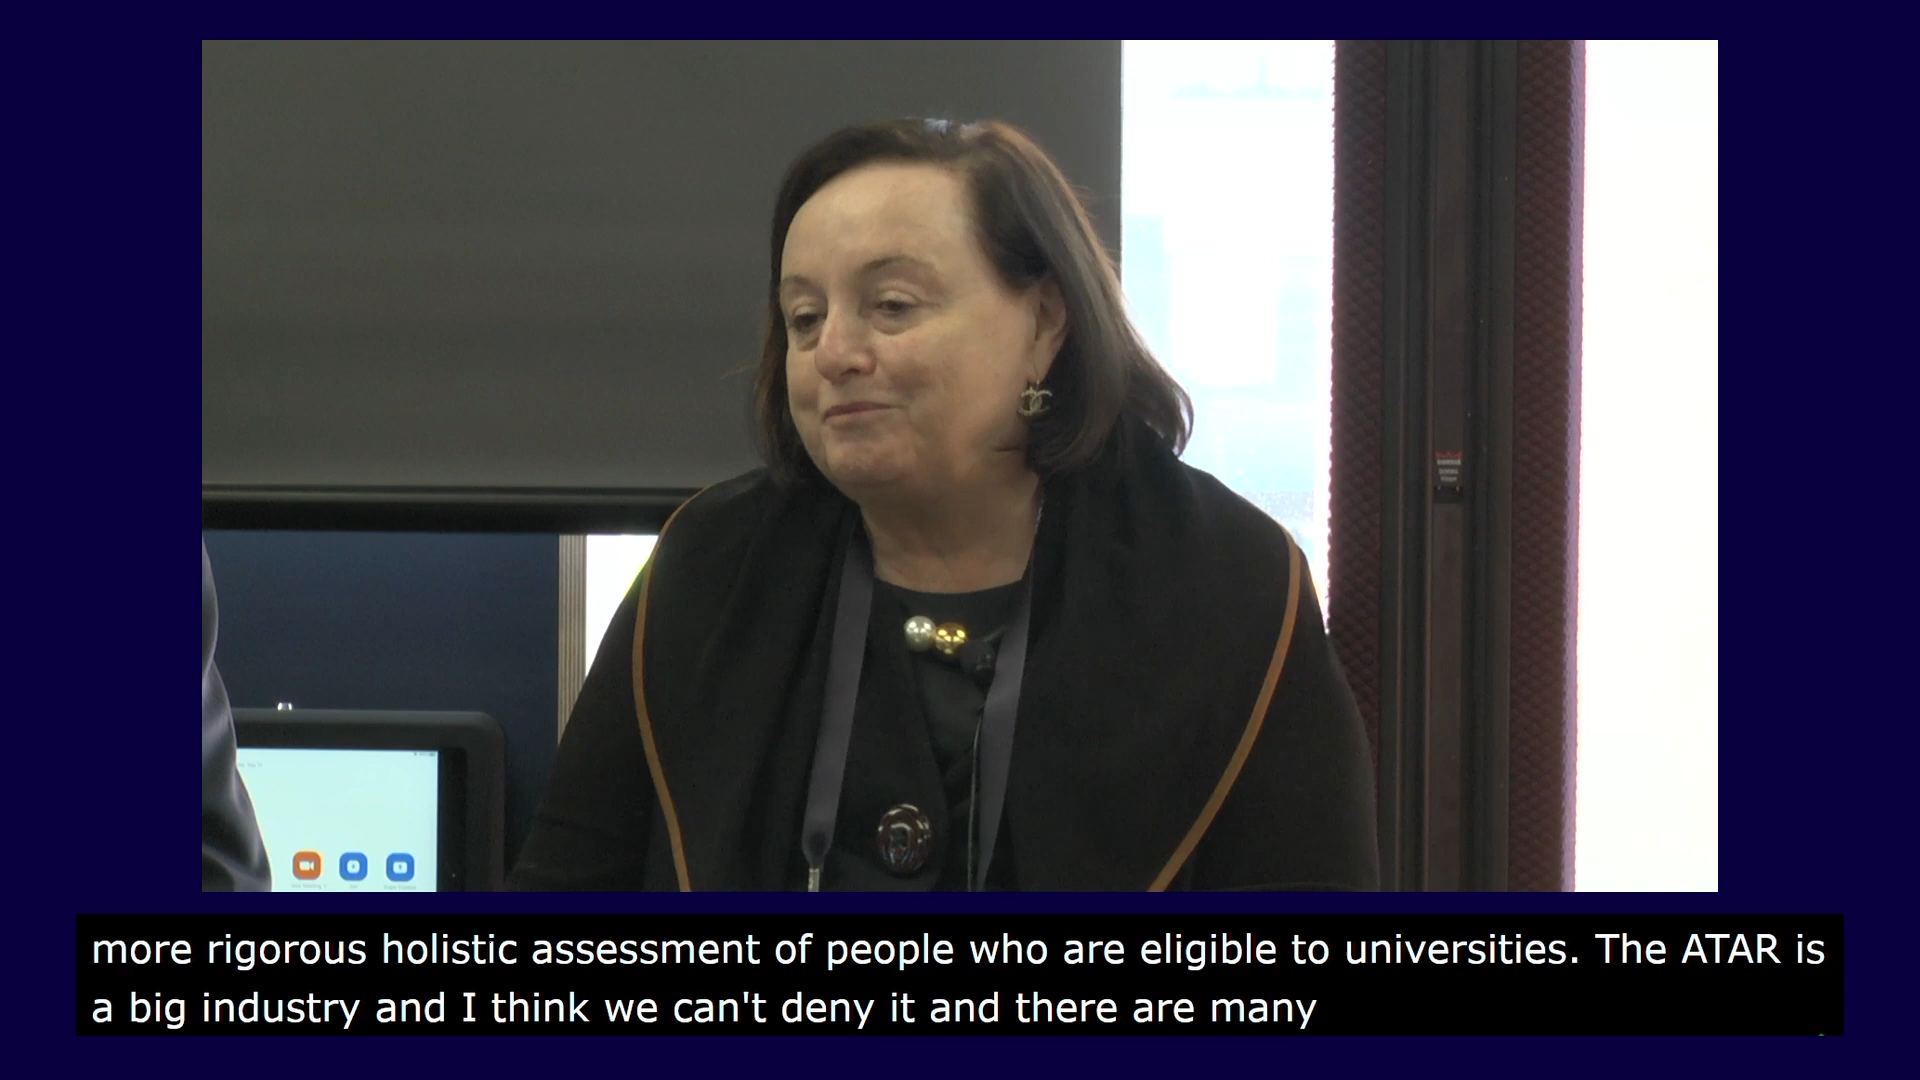 more rigorous holistic assessment of people who are eligible to universities. The ATAR is
a big industry and I think we can't deny it and there are many